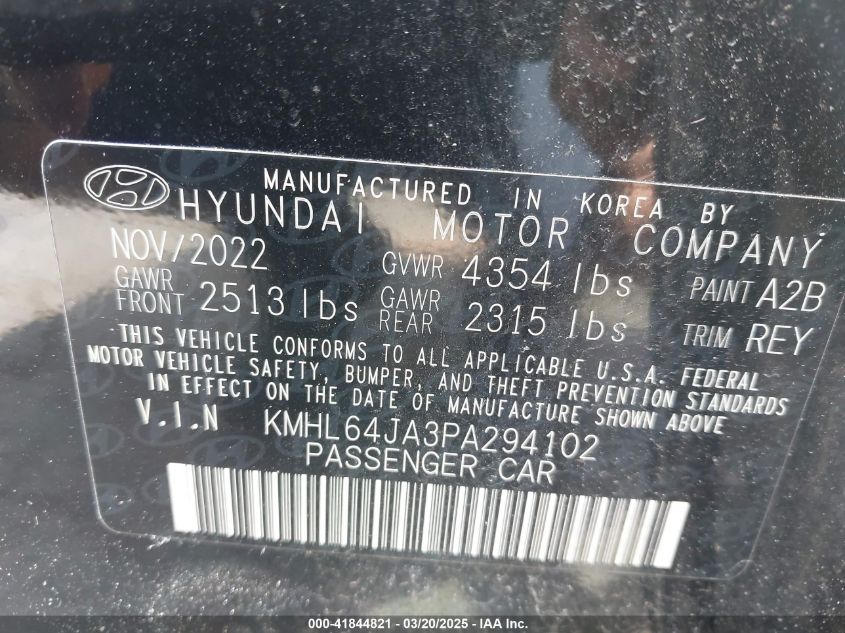 MANUFACTURED IN KOREA BY
HYUNDAI MOTOR COMPANY
NOV/2022 GVWR 4354 lbs PAINT A2B
GAWR FRONT 2513 lbs GAWR REAR 2315 lbs TRIM REY
THIS VEHICLE CONFORMS TO ALL APPLICABLE U.S.A. FEDERAL
MOTOR VEHICLE SAFETY, BUMPER, AND THEFT PREVENTION STANDARDS
IN EFFECT ON THE DATE OF MANUFACTURE SHOWN ABOVE
V.I.N KMHL64JA3PA294102
PASSENGER CAR
000-41844821 - 03/20/2025 - IAA Inc.